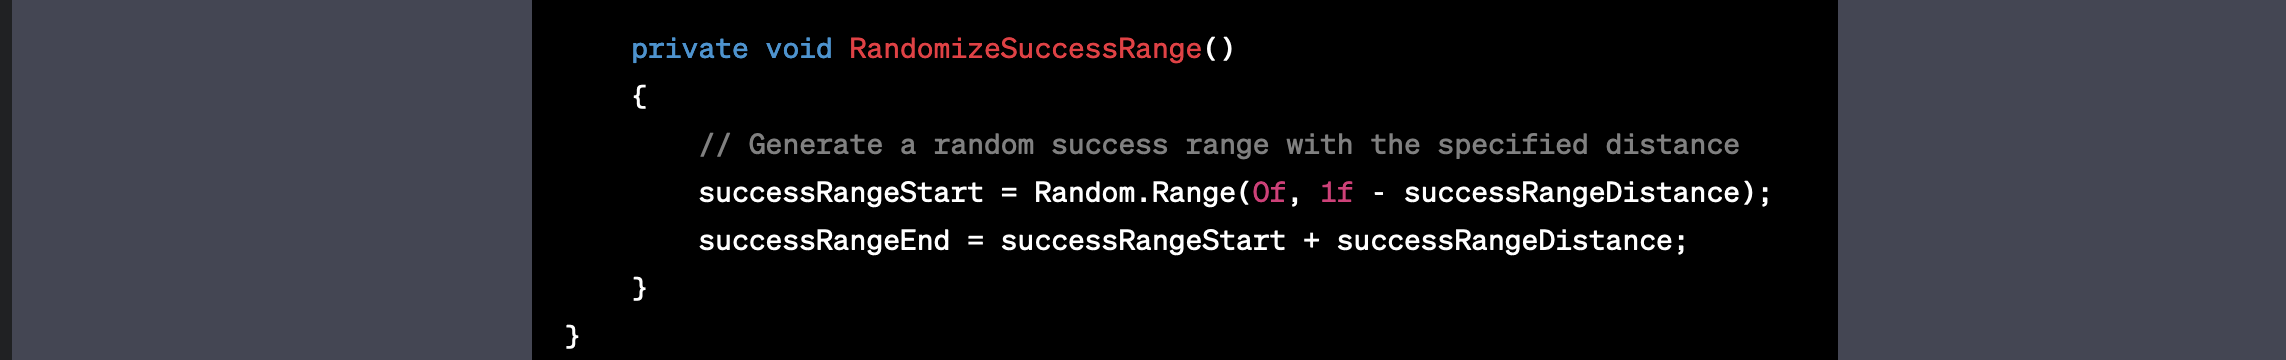 private void RandomizeSuccessRange()
{
// Generate a random success range with the specified distance
successRangeStart = Random.Range(0f, 1f - successRangeDistance);
successRangeEnd = successRangeStart + successRangeDistance;
}
}